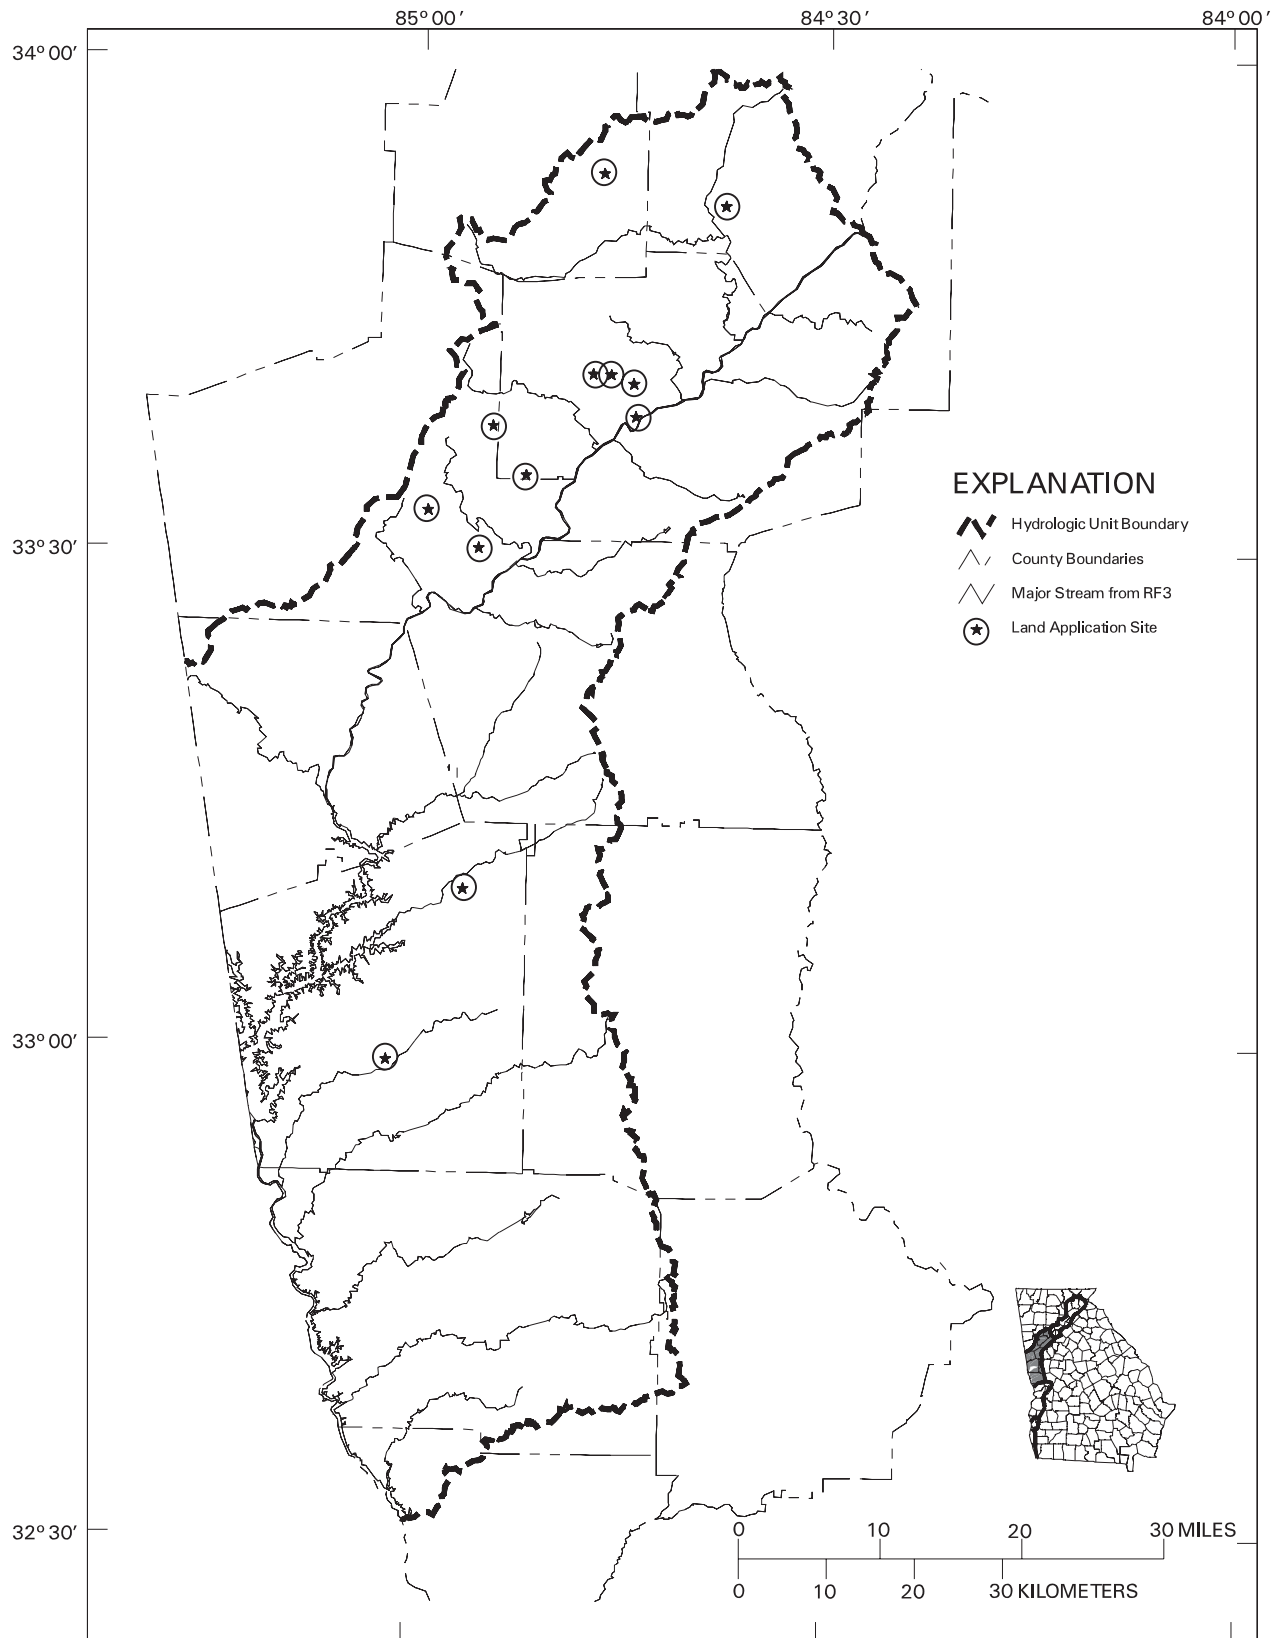 85° 00′ 84° 30′ 84° 00′
34° 00′
EXPLANATION
Hydrologic Unit Boundary
County Boundaries
Major Stream from RF3
Land Application Site
33° 30′
33° 00′
32° 30′
0 10 20 30 MILES
0 10 20 30 KILOMETERS